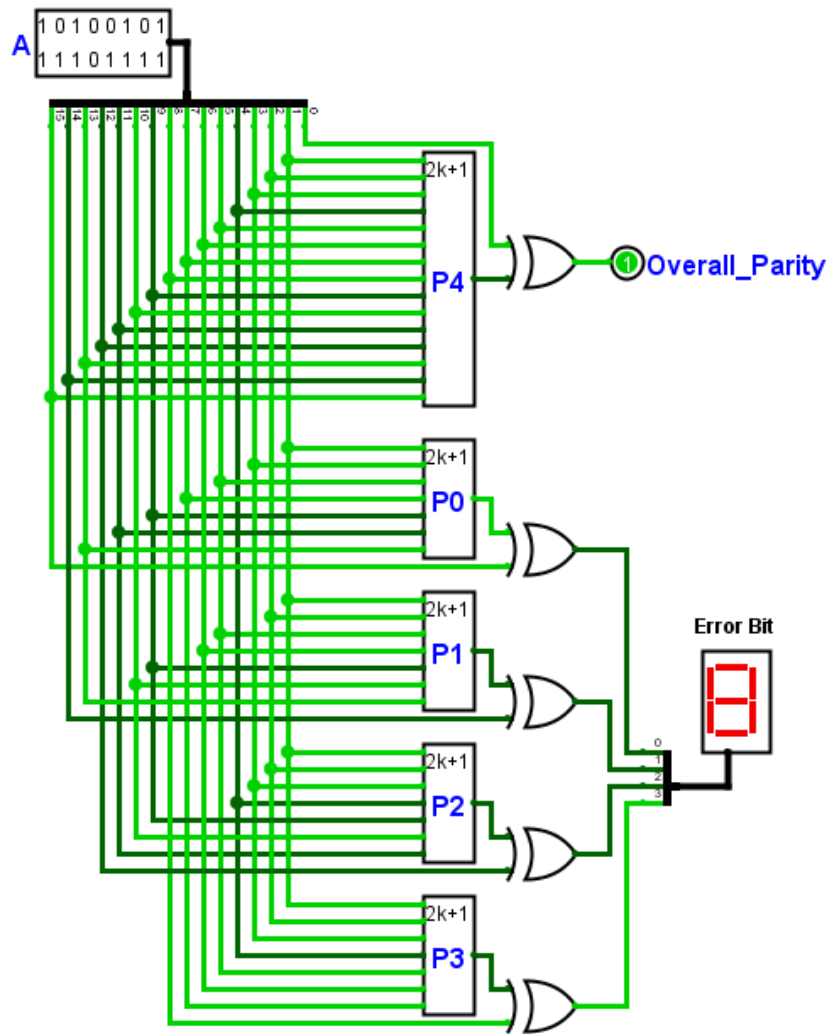 1 0 1 0 0 1 0 1
A
1 1 1 0 1 1 1 1
15 14 13 12 11 10 9 8 7 6 5 4 3 2 1 0
2k+1
P4
1
Overall_Parity
2k+1
P0
2k+1
P1
Error Bit
8
0
1
2
3
2k+1
P2
2k+1
P3